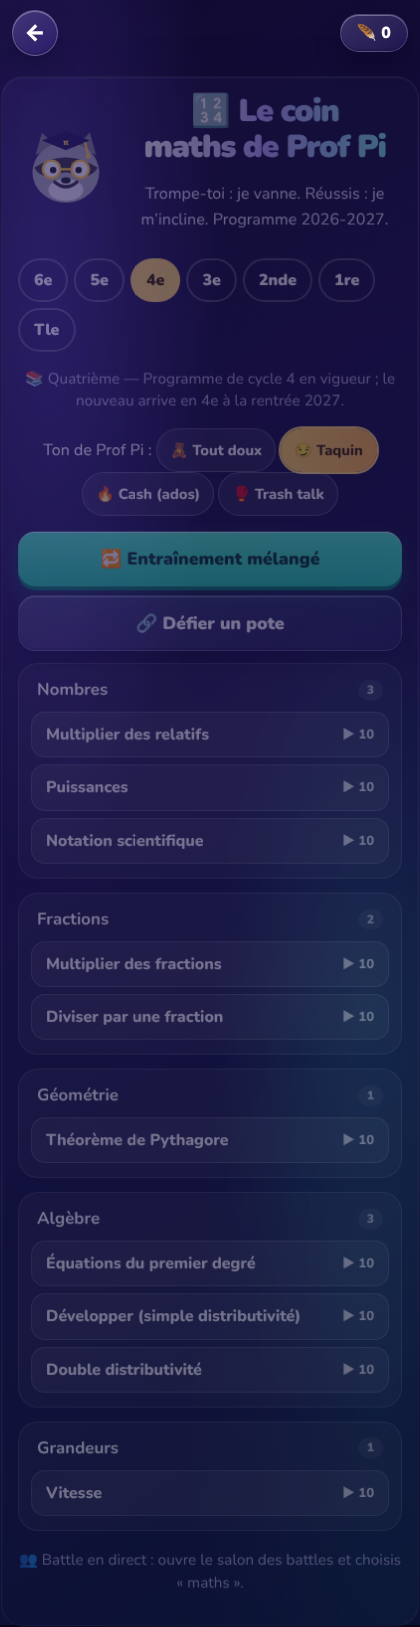 🪶 0
🔢 Le coin
maths de Prof Pi
Trompe-toi : je vanne. Réussis : je
m'incline. Programme 2026-2027.
6e 5e 4e 3e 2nde 1re
Tle
📚 Quatrième — Programme de cycle 4 en vigueur ; le
nouveau arrive en 4e à la rentrée 2027.
Ton de Prof Pi : 🧸 Tout doux 😏 Taquin
🔥 Cash (ados) 🥊 Trash talk
🔁 Entraînement mélangé
🔗 Défier un pote
Nombres 3
Multiplier des relatifs ▶ 10
Puissances ▶ 10
Notation scientifique ▶ 10
Fractions 2
Multiplier des fractions ▶ 10
Diviser par une fraction ▶ 10
Géométrie 1
Théorème de Pythagore ▶ 10
Algèbre 3
Équations du premier degré ▶ 10
Développer (simple distributivité) ▶ 10
Double distributivité ▶ 10
Grandeurs 1
Vitesse ▶ 10
👥 Battle en direct : ouvre le salon des battles et choisis
« maths ».